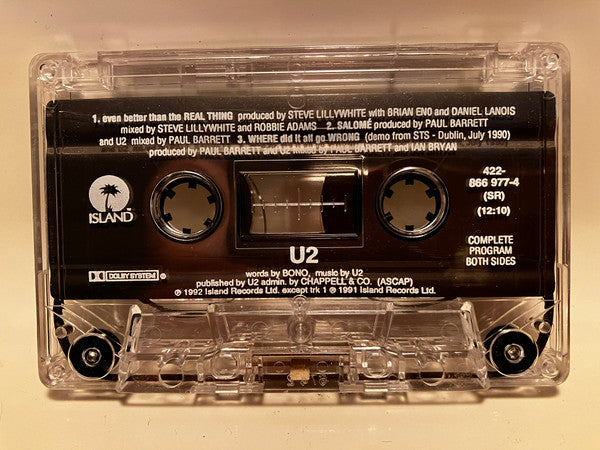 1. even better than the REAL THING produced by STEVE LILLYWHITE with BRIAN ENO and DANIEL LANOIS
mixed by STEVE LILLYWHITE and ROBBIE ADAMS 2. SALOMÉ produced by PAUL BARRETT
and U2 mixed by PAUL BARRETT 3. WHERE did it all go WRONG (demo from STS - Dublin, July 1990)
produced by PAUL BARRETT and U2 mixed by PAUL BARRETT and IAN BRYAN
ISLAND
TM
422-
866 977-4
(SR)
(12:10)
COMPLETE
PROGRAM
BOTH SIDES
U2
DOLBY SYSTEM ®
words by BONO, music by U2
published by U2 admin. by CHAPPELL & CO. (ASCAP)
℗ 1992 Island Records Ltd. except trk 1 ℗ 1991 Island Records Ltd.